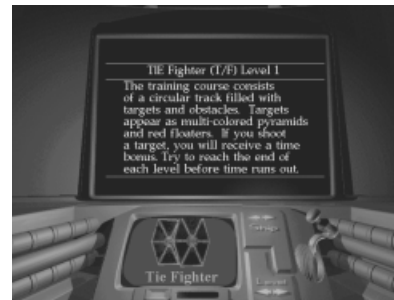 TIE Fighter (T/F) Level 1
The training course consists
of a circular track filled with
targets and obstacles. Targets
appear as multi-colored pyramids
and red floaters. If you shoot
a target, you will receive a time
bonus. Try to reach the end of
each level before time runs out.
Tie Fighter